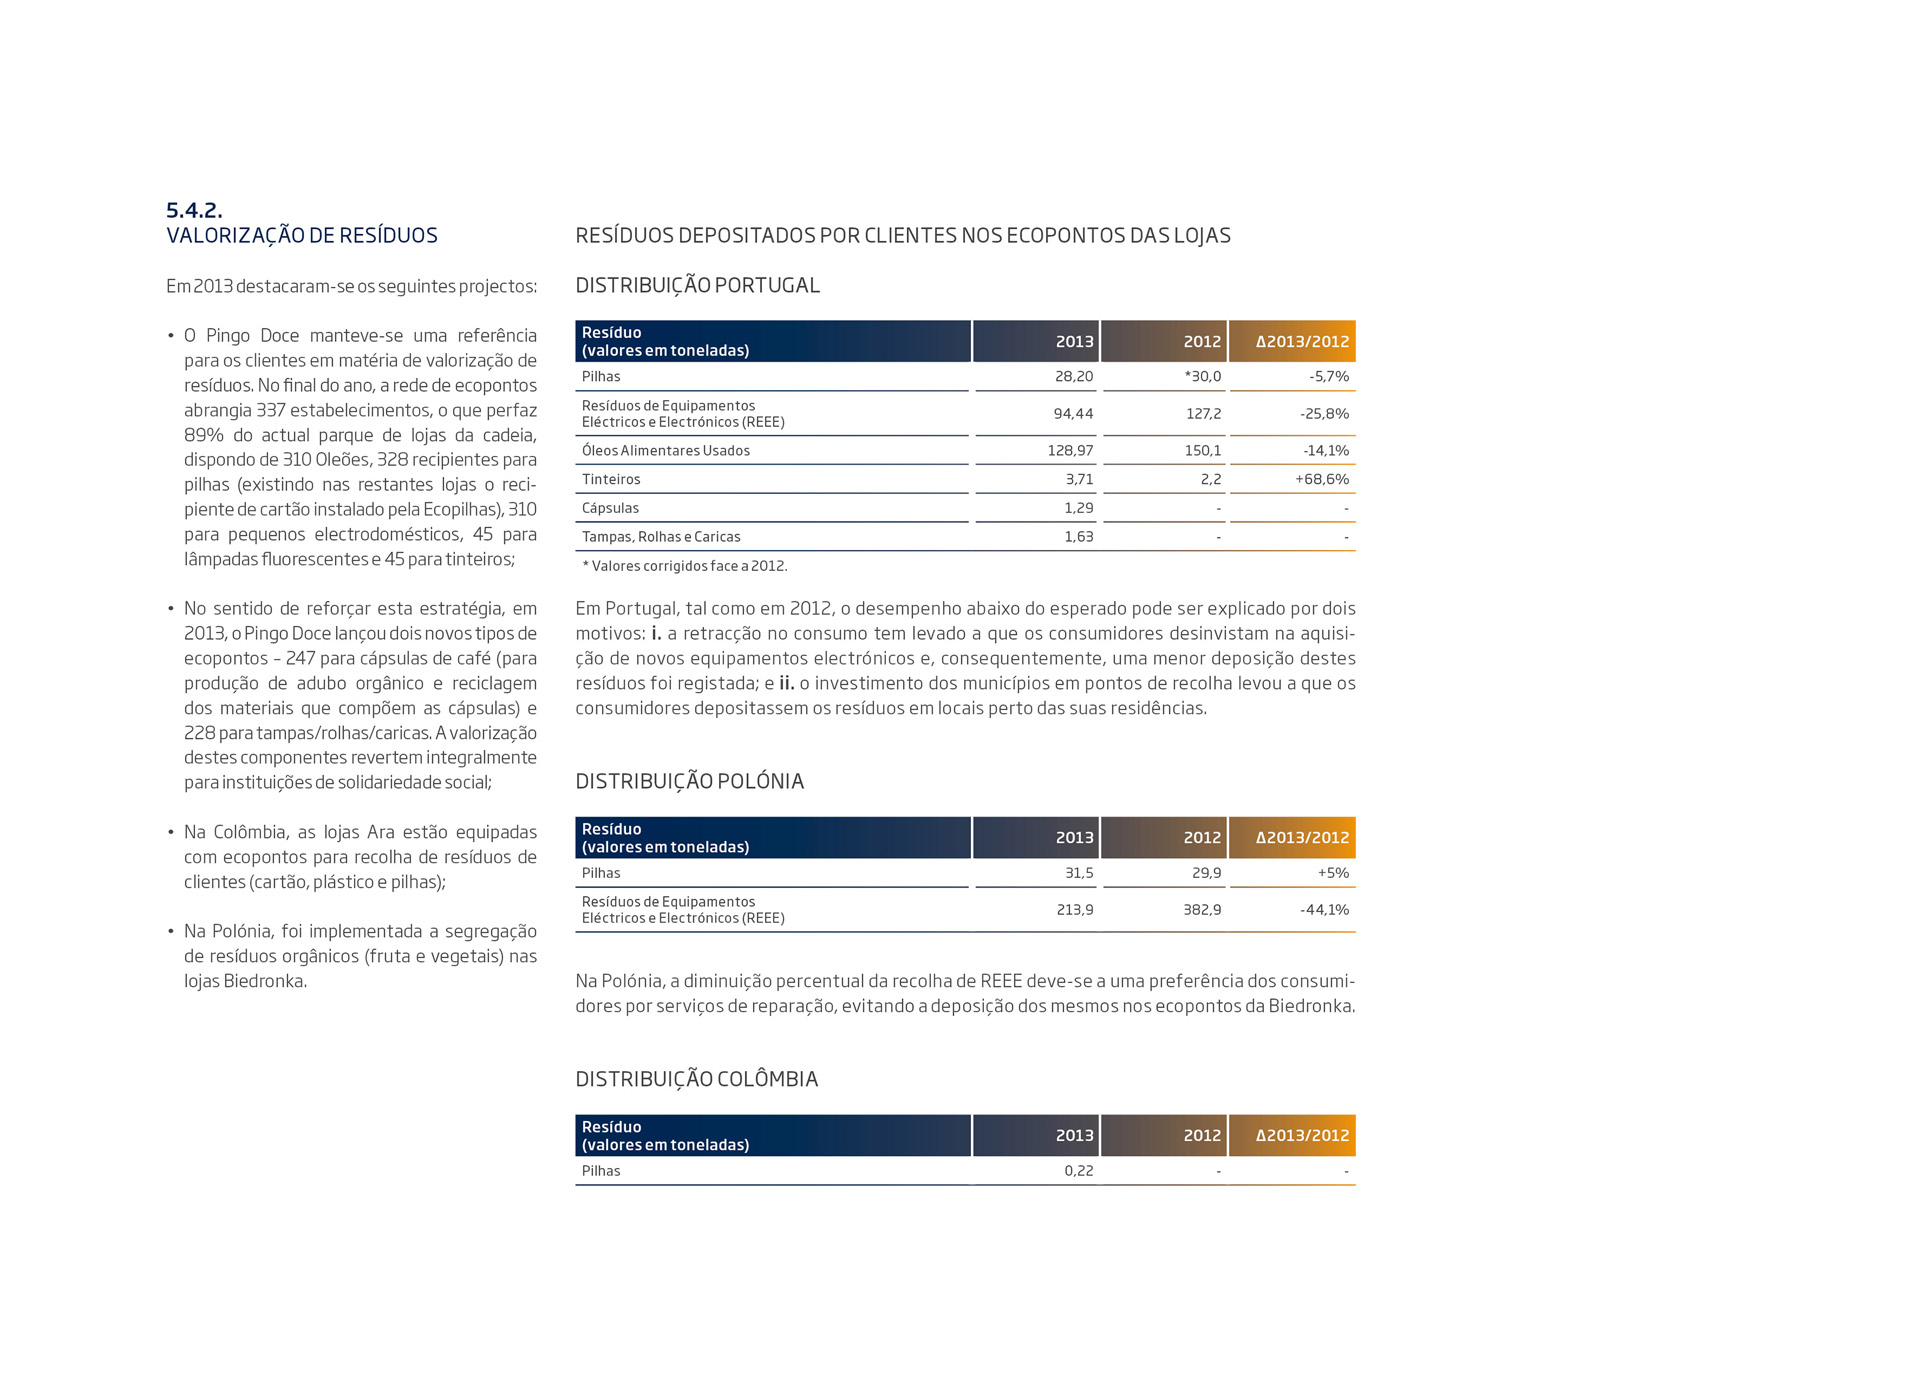 5.4.2.
VALORIZAÇÃO DE RESÍDUOS
Em 2013 destacaram-se os seguintes projectos:
• O Pingo Doce manteve-se uma referência
para os clientes em matéria de valorização de
resíduos. No final do ano, a rede de ecopontos
abrangia 337 estabelecimentos, o que perfaz
89% do actual parque de lojas da cadeia,
dispondo de 310 Oleões, 328 recipientes para
pilhas (existindo nas restantes lojas o reci-
piente de cartão instalado pela Ecopilhas), 310
para pequenos electrodomésticos, 45 para
lâmpadas fluorescentes e 45 para tinteiros;
• No sentido de reforçar esta estratégia, em
2013, o Pingo Doce lançou dois novos tipos de
ecopontos – 247 para cápsulas de café (para
produção de adubo orgânico e reciclagem
dos materiais que compõem as cápsulas) e
228 para tampas/rolhas/caricas. A valorização
destes componentes revertem integralmente
para instituições de solidariedade social;
• Na Colômbia, as lojas Ara estão equipadas
com ecopontos para recolha de resíduos de
clientes (cartão, plástico e pilhas);
• Na Polónia, foi implementada a segregação
de resíduos orgânicos (fruta e vegetais) nas
lojas Biedronka.
RESÍDUOS DEPOSITADOS POR CLIENTES NOS ECOPONTOS DAS LOJAS
DISTRIBUIÇÃO PORTUGAL
Resíduo
(valores em toneladas) 2013 2012 Δ2013/2012
Pilhas 28,20 *30,0 -5,7%
Resíduos de Equipamentos
Eléctricos e Electrónicos (REEE) 94,44 127,2 -25,8%
Óleos Alimentares Usados 128,97 150,1 -14,1%
Tinteiros 3,71 2,2 +68,6%
Cápsulas 1,29 - -
Tampas, Rolhas e Caricas 1,63 - -
* Valores corrigidos face a 2012.
Em Portugal, tal como em 2012, o desempenho abaixo do esperado pode ser explicado por dois
motivos: i. a retracção no consumo tem levado a que os consumidores desinvistam na aquisi-
ção de novos equipamentos electrónicos e, consequentemente, uma menor deposição destes
resíduos foi registada; e ii. o investimento dos municípios em pontos de recolha levou a que os
consumidores depositassem os resíduos em locais perto das suas residências.
DISTRIBUIÇÃO POLÓNIA
Resíduo
(valores em toneladas) 2013 2012 Δ2013/2012
Pilhas 31,5 29,9 +5%
Resíduos de Equipamentos
Eléctricos e Electrónicos (REEE) 213,9 382,9 -44,1%
Na Polónia, a diminuição percentual da recolha de REEE deve-se a uma preferência dos consumi-
dores por serviços de reparação, evitando a deposição dos mesmos nos ecopontos da Biedronka.
DISTRIBUIÇÃO COLÔMBIA
Resíduo
(valores em toneladas) 2013 2012 Δ2013/2012
Pilhas 0,22 - -